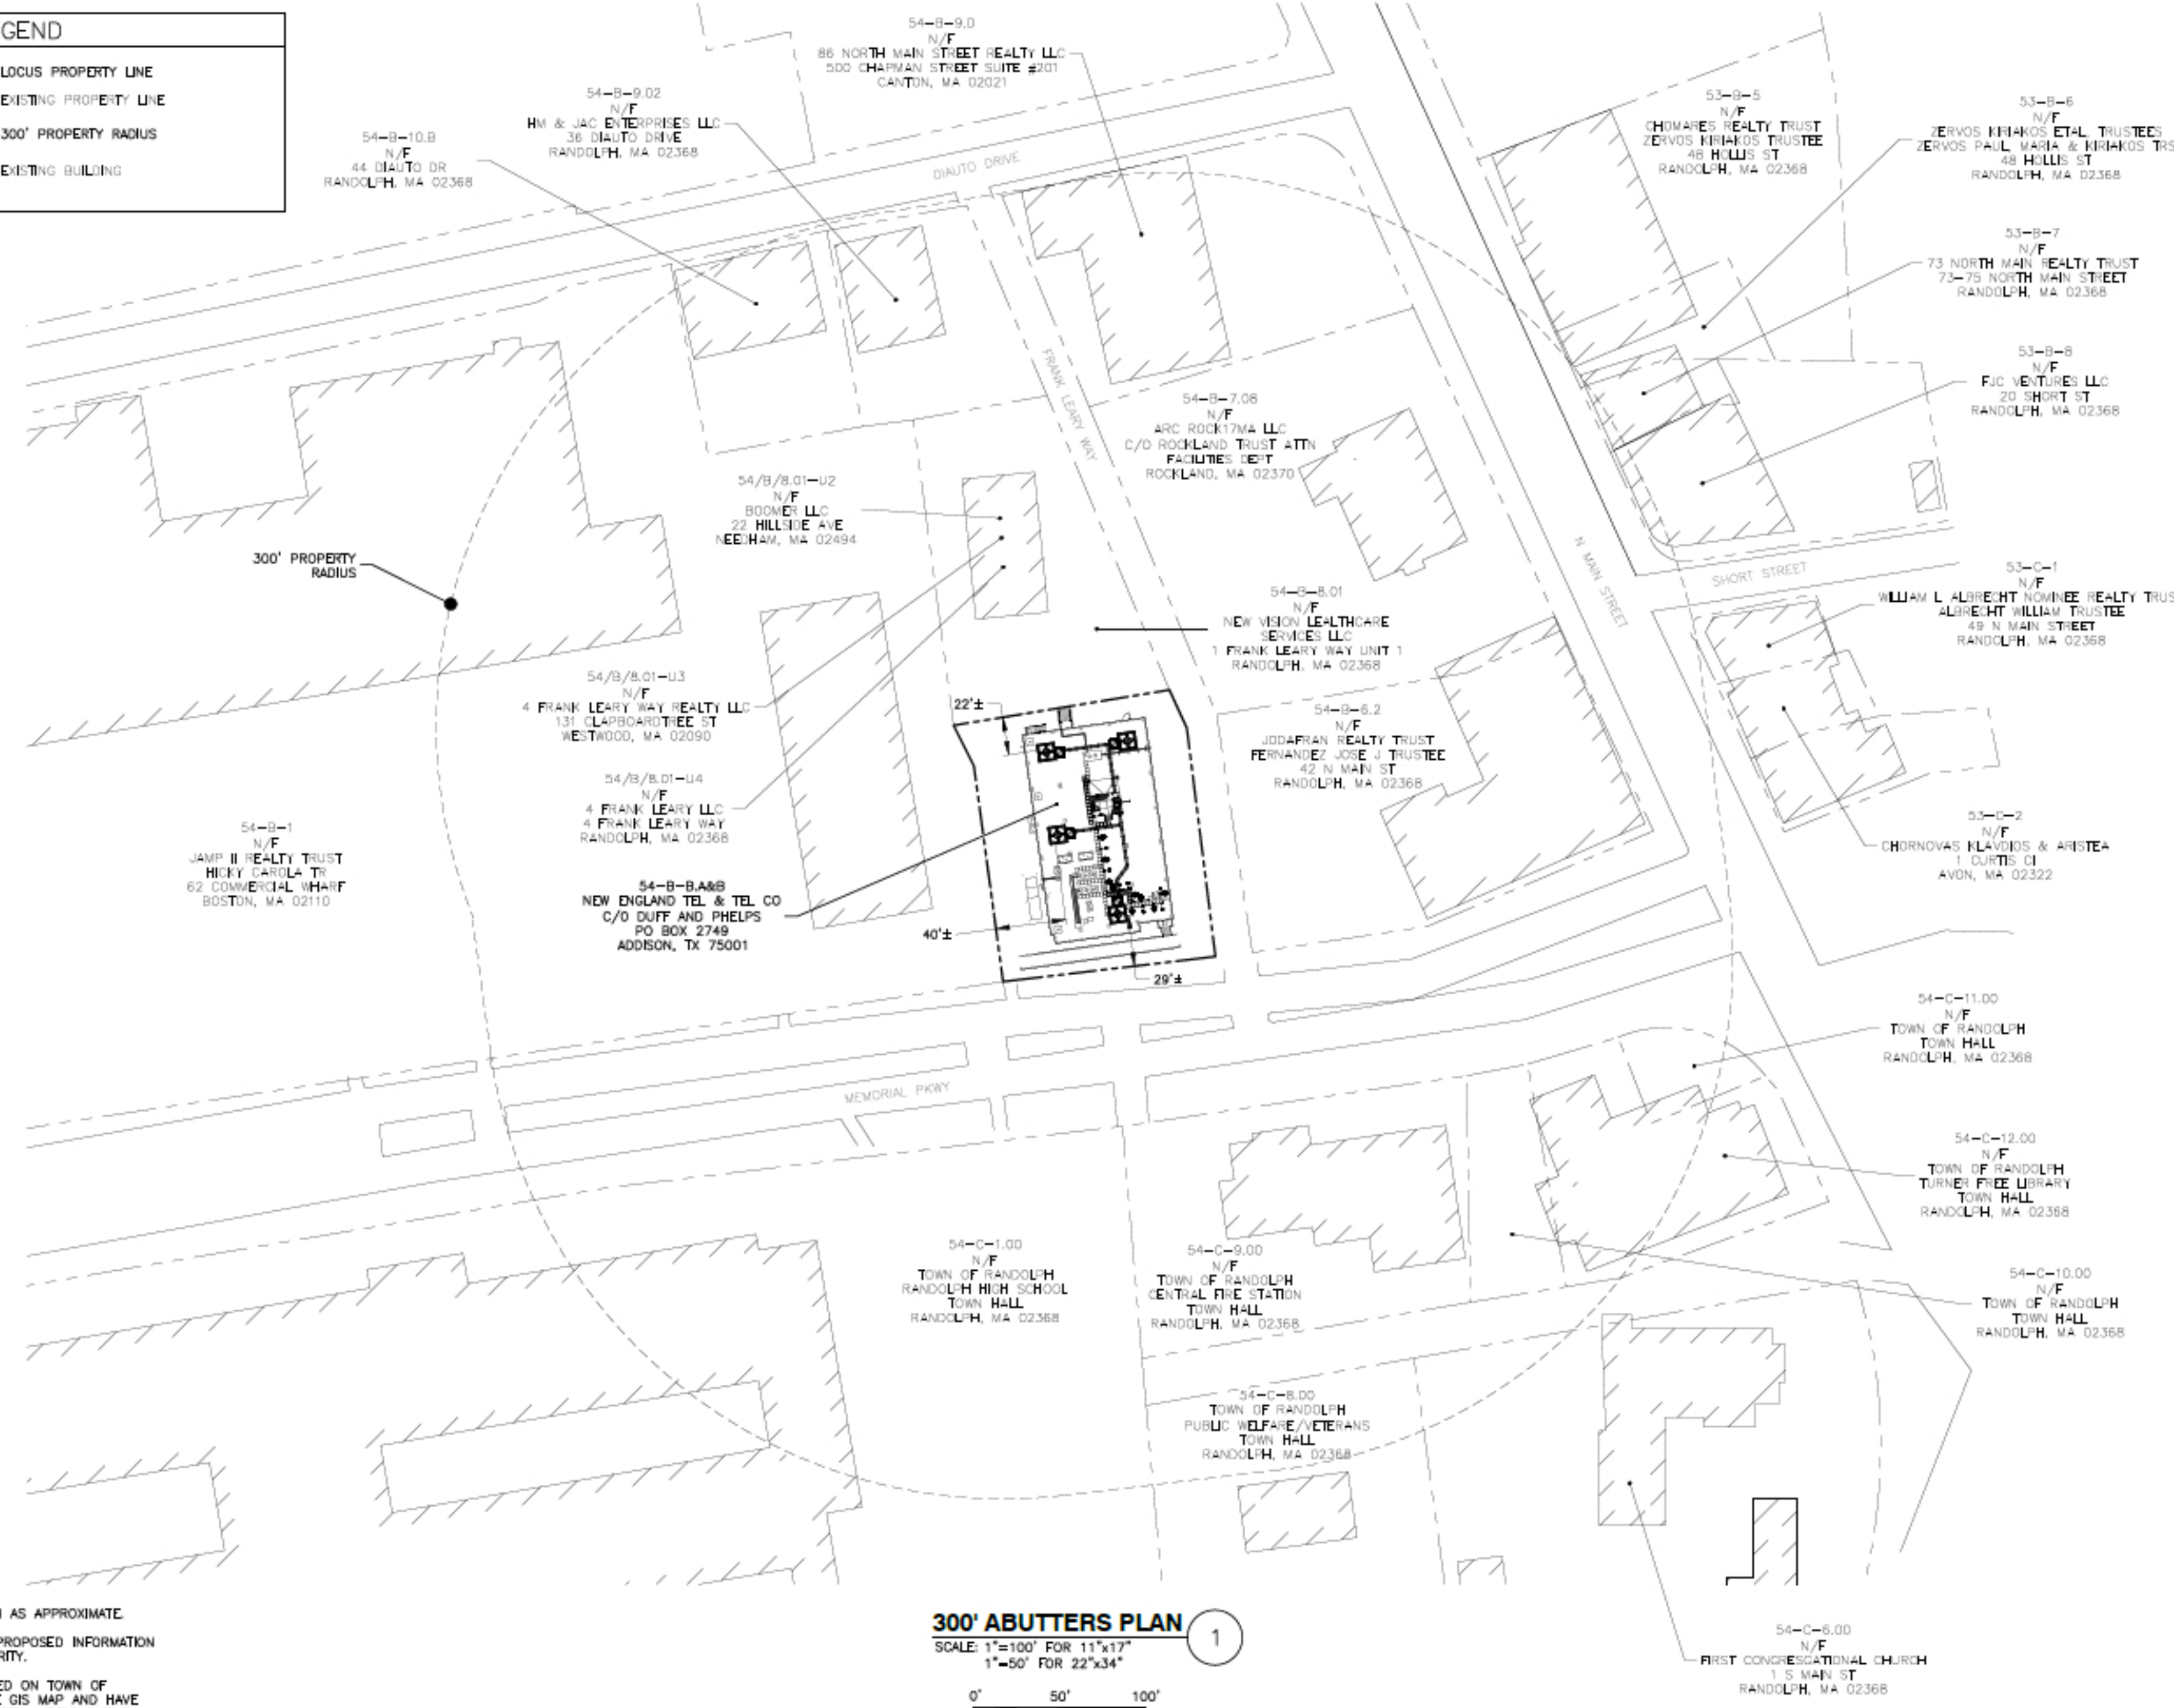 GEND
LOCUS PROPERTY LINE
EXISTING PROPERTY LINE
300' PROPERTY RADIUS
EXISTING BUILDING
54-B-9.0
N/F
86 NORTH MAIN STREET REALTY LLC
500 CHAPMAN STREET SUITE #201
CANTON, MA 02021
54-B-9.02
N/F
HM & JAC ENTERPRISES LLC
36 DIAUTO DRIVE
RANDOLPH, MA 02368
54-B-10.B
N/F
44 DIAUTO DR
RANDOLPH, MA 02368
53-B-5
N/F
CHOMARES REALTY TRUST
ZERVOS KIRIAKOS TRUSTEE
48 HOLLIS ST
RANDOLPH, MA 02368
53-B-6
N/F
ZERVOS KIRIAKOS ETAL, TRUSTEES
ZERVOS PAUL, MARIA & KIRIAKOS TRS
48 HOLLIS ST
RANDOLPH, MA 02368
DIAUTO DRIVE
53-B-7
N/F
73 NORTH MAIN REALTY TRUST
73-75 NORTH MAIN STREET
RANDOLPH, MA 02368
53-B-8
N/F
FJC VENTURES LLC
20 SHORT ST
RANDOLPH, MA 02368
FRANK LEARY WAY
54-B-7.08
N/F
ARC ROCK17MA LLC
C/O ROCKLAND TRUST ATTN
FACILITIES DEPT
ROCKLAND, MA 02370
54/B/8.01-U2
N/F
BOOMER LLC
22 HILLSIDE AVE
NEEDHAM, MA 02494
300' PROPERTY
RADIUS
N MAIN STREET
SHORT STREET
53-C-1
N/F
WILLIAM L ALBRECHT NOMINEE REALTY TRUS
ALBRECHT WILLIAM TRUSTEE
49 N MAIN STREET
RANDOLPH, MA 02368
54-B-8.01
N/F
NEW VISION LEALTHCARE
SERVICES LLC
1 FRANK LEARY WAY UNIT 1
RANDOLPH, MA 02368
54/B/8.01-U3
N/F
4 FRANK LEARY WAY REALTY LLC
131 CLAPBOARDTREE ST
WESTWOOD, MA 02090
22'±
54-B-6.2
N/F
JODAFRAN REALTY TRUST
FERNANDEZ JOSE J TRUSTEE
42 N MAIN ST
RANDOLPH, MA 02368
54/B/8.01-U4
N/F
4 FRANK LEARY LLC
4 FRANK LEARY WAY
RANDOLPH, MA 02368
54-B-1
N/F
JAMP II REALTY TRUST
HICKY CAROLA TR
62 COMMERCIAL WHARF
BOSTON, MA 02110
53-D-2
CHORNOVAS KLAVDIOS & ARISTEA
1 CURTIS CI
AVON, MA 02322
54-B-B.A&B
NEW ENGLAND TEL & TEL CO
C/O DUFF AND PHELPS
PO BOX 2749
ADDISON, TX 75001
40'±
29'±
54-C-11.00
N/F
TOWN OF RANDOLPH
TOWN HALL
RANDOLPH, MA 02368
MEMORIAL PKWY
54-C-12.00
N/F
TOWN OF RANDOLPH
TURNER FREE LIBRARY
TOWN HALL
RANDOLPH, MA 02368
54-C-1.00
N/F
TOWN OF RANDOLPH
RANDOLPH HIGH SCHOOL
TOWN HALL
RANDOLPH, MA 02368
54-C-9.00
N/F
TOWN OF RANDOLPH
CENTRAL FIRE STATION
TOWN HALL
RANDOLPH, MA 02368
54-C-10.00
N/F
TOWN OF RANDOLPH
TOWN HALL
RANDOLPH, MA 02368
54-C-8.00
TOWN OF RANDOLPH
PUBLIC WELFARE/VETERANS
TOWN HALL
RANDOLPH, MA 02368
54-C-6.00
N/F
FIRST CONGRESGATIONAL CHURCH
1 S MAIN ST
RANDOLPH, MA 02368
AS APPROXIMATE.
PROPOSED INFORMATION
RITY.
ED ON TOWN OF
GIS MAP AND HAVE
300' ABUTTERS PLAN
1
SCALE: 1"=100' FOR 11"x17"
1"=50' FOR 22"x34"
0' 50' 100'